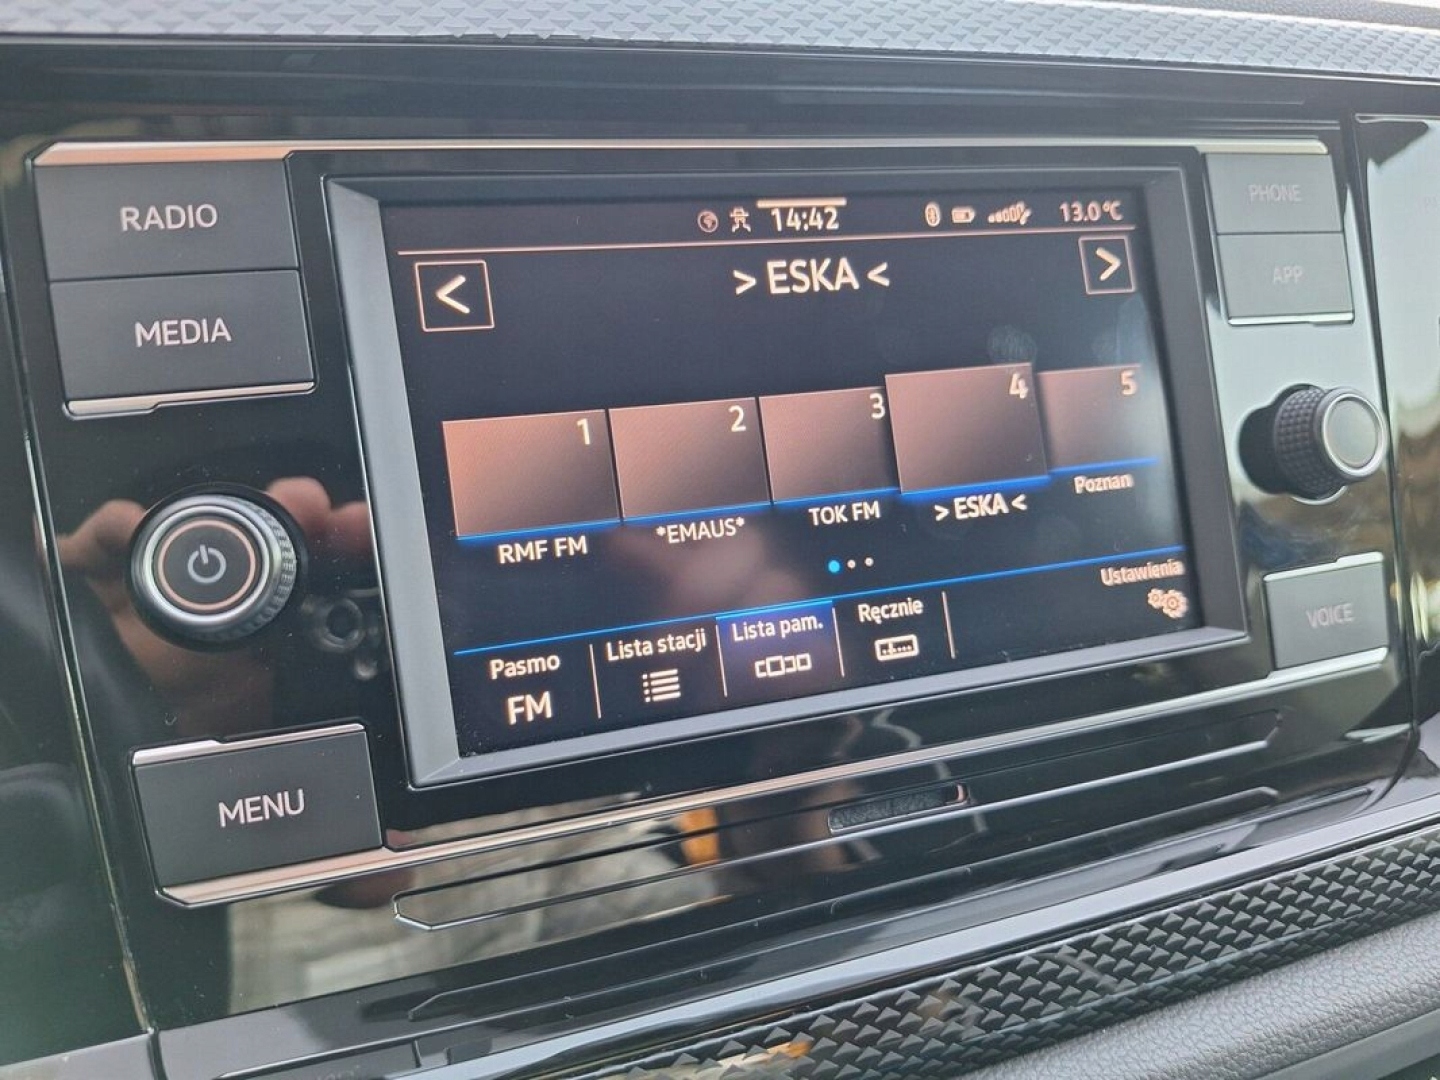 RADIO
MEDIA
MENU
PHONE
APP
VOICE
14:42
13.0°C
<
> ESKA <
>
1
2
3
4
5
RMF FM
*EMAUS*
TOK FM
> ESKA <
Poznan
Pasmo
FM
Lista stacji
Lista pam.
Ręcznie
Ustawienia